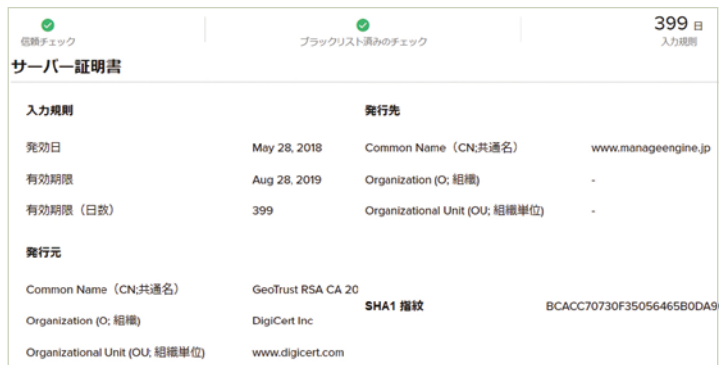 399 日
信頼チェック
ブラックリスト済みのチェック
入力規則
サーバー証明書
入力規則
発効日 May 28, 2018
有効期限 Aug 28, 2019
有効期限（日数） 399
発行先
Common Name（CN;共通名） www.manageengine.jp
Organization (O; 組織) -
Organizational Unit (OU; 組織単位) -
発行元
Common Name（CN;共通名） GeoTrust RSA CA 20
Organization (O; 組織) DigiCert Inc
Organizational Unit (OU; 組織単位) www.digicert.com
SHA1 指紋 BCACC70730F35056465B0DA9